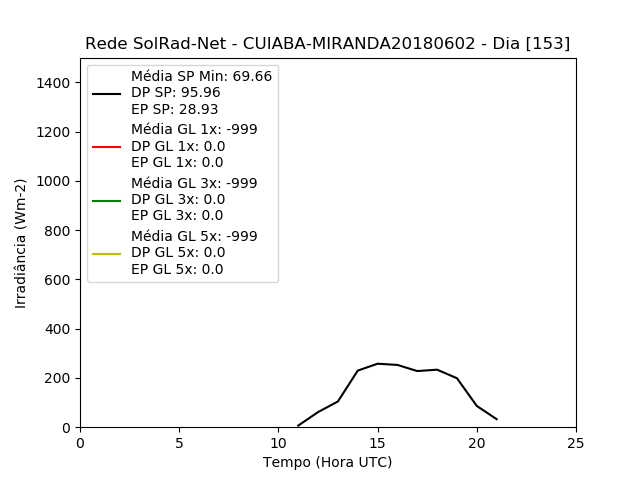 Rede SolRad-Net - CUIABA-MIRANDA20180602 - Dia [153]
Média SP Min: 69.66
DP SP: 95.96
EP SP: 28.93
Média GL 1x: -999
DP GL 1x: 0.0
EP GL 1x: 0.0
Média GL 3x: -999
DP GL 3x: 0.0
EP GL 3x: 0.0
Média GL 5x: -999
DP GL 5x: 0.0
EP GL 5x: 0.0
Irradiância (Wm-2)
1400
1200
1000
800
600
400
200
0
0 5 10 15 20 25
Tempo (Hora UTC)